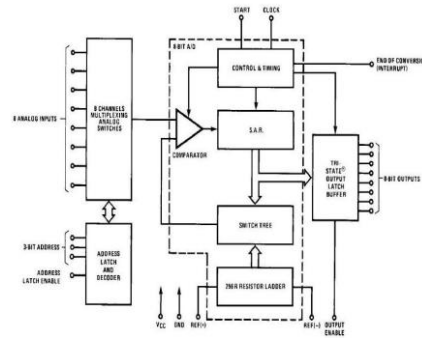 START
CLOCK
8-BIT A/D
CONTROL & TIMING
END OF CONVERSI
(INTERRUPT)
8 ANALOG INPUTS
8 CHANNELS
MULTIPLEXING
ANALOG
SWITCHES
COMPARATOR
S.A.R.
TRI-
STATE®
OUTPUT
LATCH
BUFFER
8-BIT OUTPUTS
SWITCH TREE
3-BIT ADDRESS
ADDRESS
LATCH ENABLE
ADDRESS
LATCH
AND
DECODER
256R RESISTOR LADDER
VCC
GND
REF(+)
REF(−)
OUTPUT
ENABLE